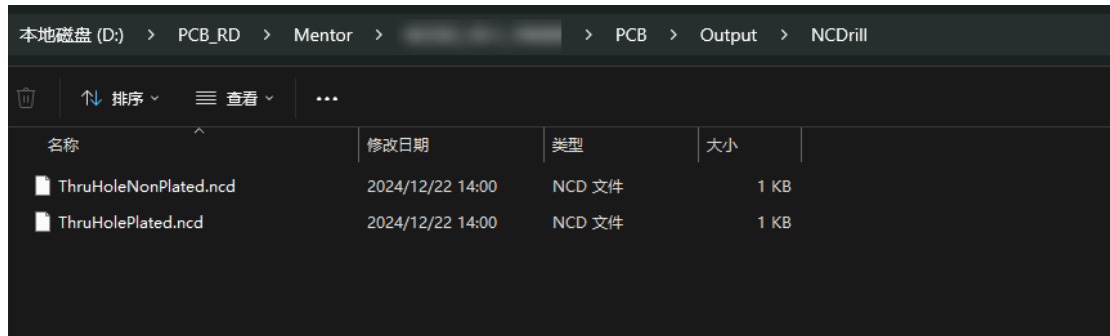 本地磁盘 (D:) > PCB_RD > Mentor > > PCB > Output > NCDrill
排序 查看 •••
名称 修改日期 类型 大小
ThruHoleNonPlated.ncd 2024/12/22 14:00 NCD 文件 1 KB
ThruHolePlated.ncd 2024/12/22 14:00 NCD 文件 1 KB